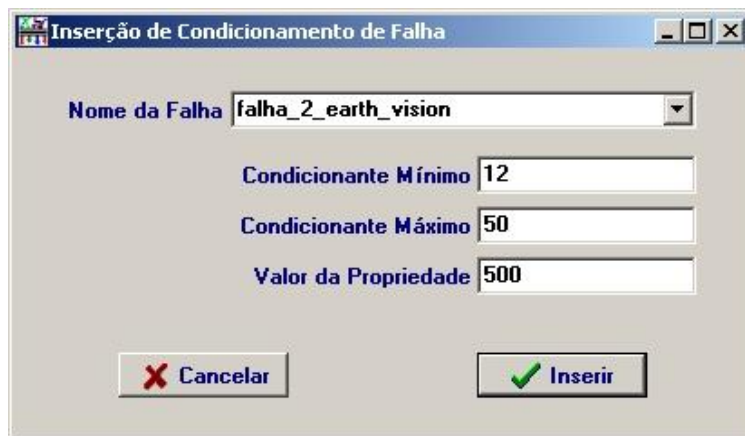 Inserção de Condicionamento de Falha
Nome da Falha falha_2_earth_vision
Condicionante Mínimo 12
Condicionante Máximo 50
Valor da Propriedade 500
Cancelar Inserir